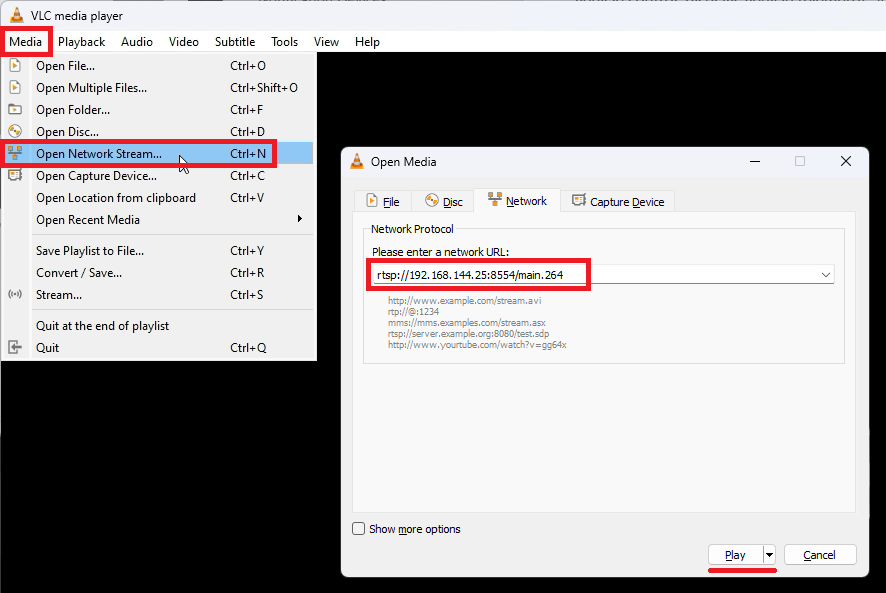 VLC media player
Media Playback Audio Video Subtitle Tools View Help
Open File... Ctrl+O
Open Multiple Files... Ctrl+Shift+O
Open Folder... Ctrl+F
Open Disc... Ctrl+D
Open Network Stream... Ctrl+N
Open Capture Device... Ctrl+C
Open Location from clipboard Ctrl+V
Open Recent Media
Save Playlist to File... Ctrl+Y
Convert / Save... Ctrl+R
Stream... Ctrl+S
Quit at the end of playlist
Quit Ctrl+Q
Open Media
File Disc Network Capture Device
Network Protocol
Please enter a network URL:
rtsp://192.168.144.25:8554/main.264
http://www.example.com/stream.avi
rtp://@:1234
mms://mms.examples.com/stream.asx
rtsp://server.example.org:8080/test.sdp
http://www.youtube.com/watch?v=gg64x
Show more options
Play Cancel